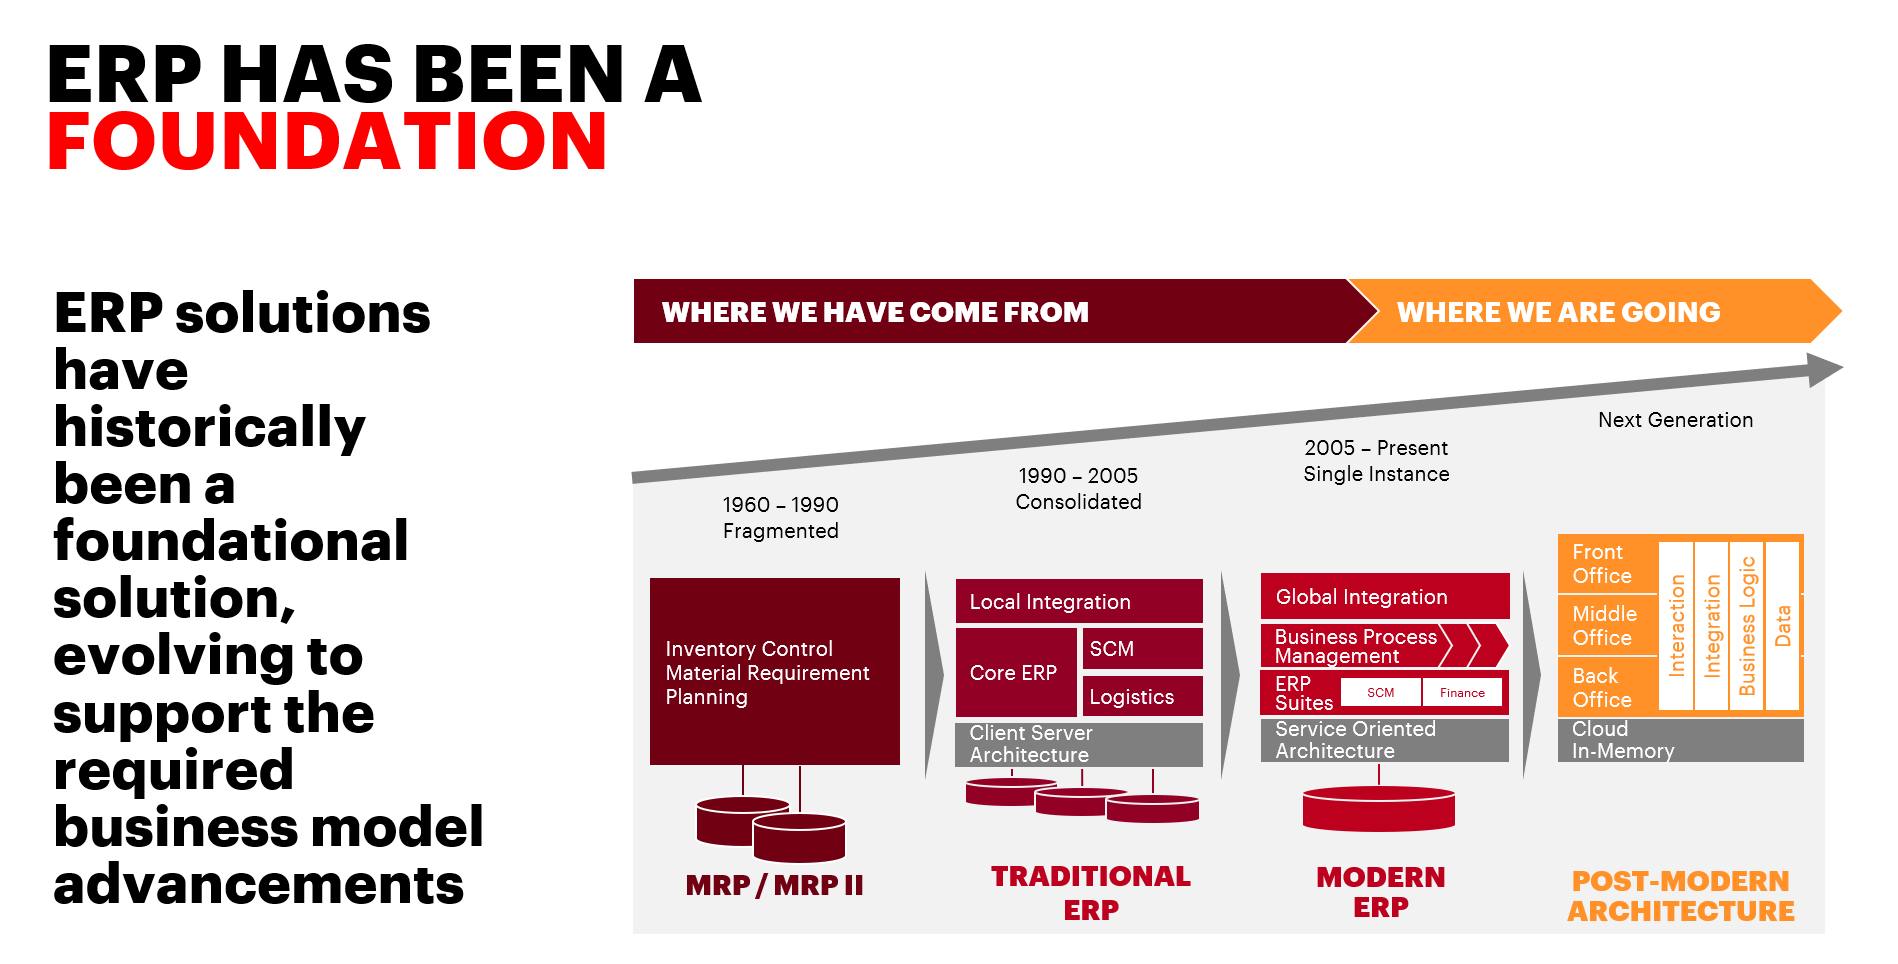 ERP HAS BEEN A
FOUNDATION
ERP solutions
have
historically
been a
foundational
solution,
evolving to
support the
required
business model
advancements
WHERE WE HAVE COME FROM
WHERE WE ARE GOING
1960 – 1990
Fragmented
1990 – 2005
Consolidated
2005 – Present
Single Instance
Next Generation
Inventory Control
Material Requirement
Planning
MRP / MRP II
Local Integration
Core ERP
SCM
Logistics
Client Server
Architecture
TRADITIONAL
ERP
Global Integration
Business Process
Management
ERP
Suites
SCM
Finance
Service Oriented
Architecture
MODERN
ERP
Front
Office
Middle
Office
Back
Office
Interaction
Integration
Business Logic
Data
Cloud
In-Memory
POST-MODERN
ARCHITECTURE